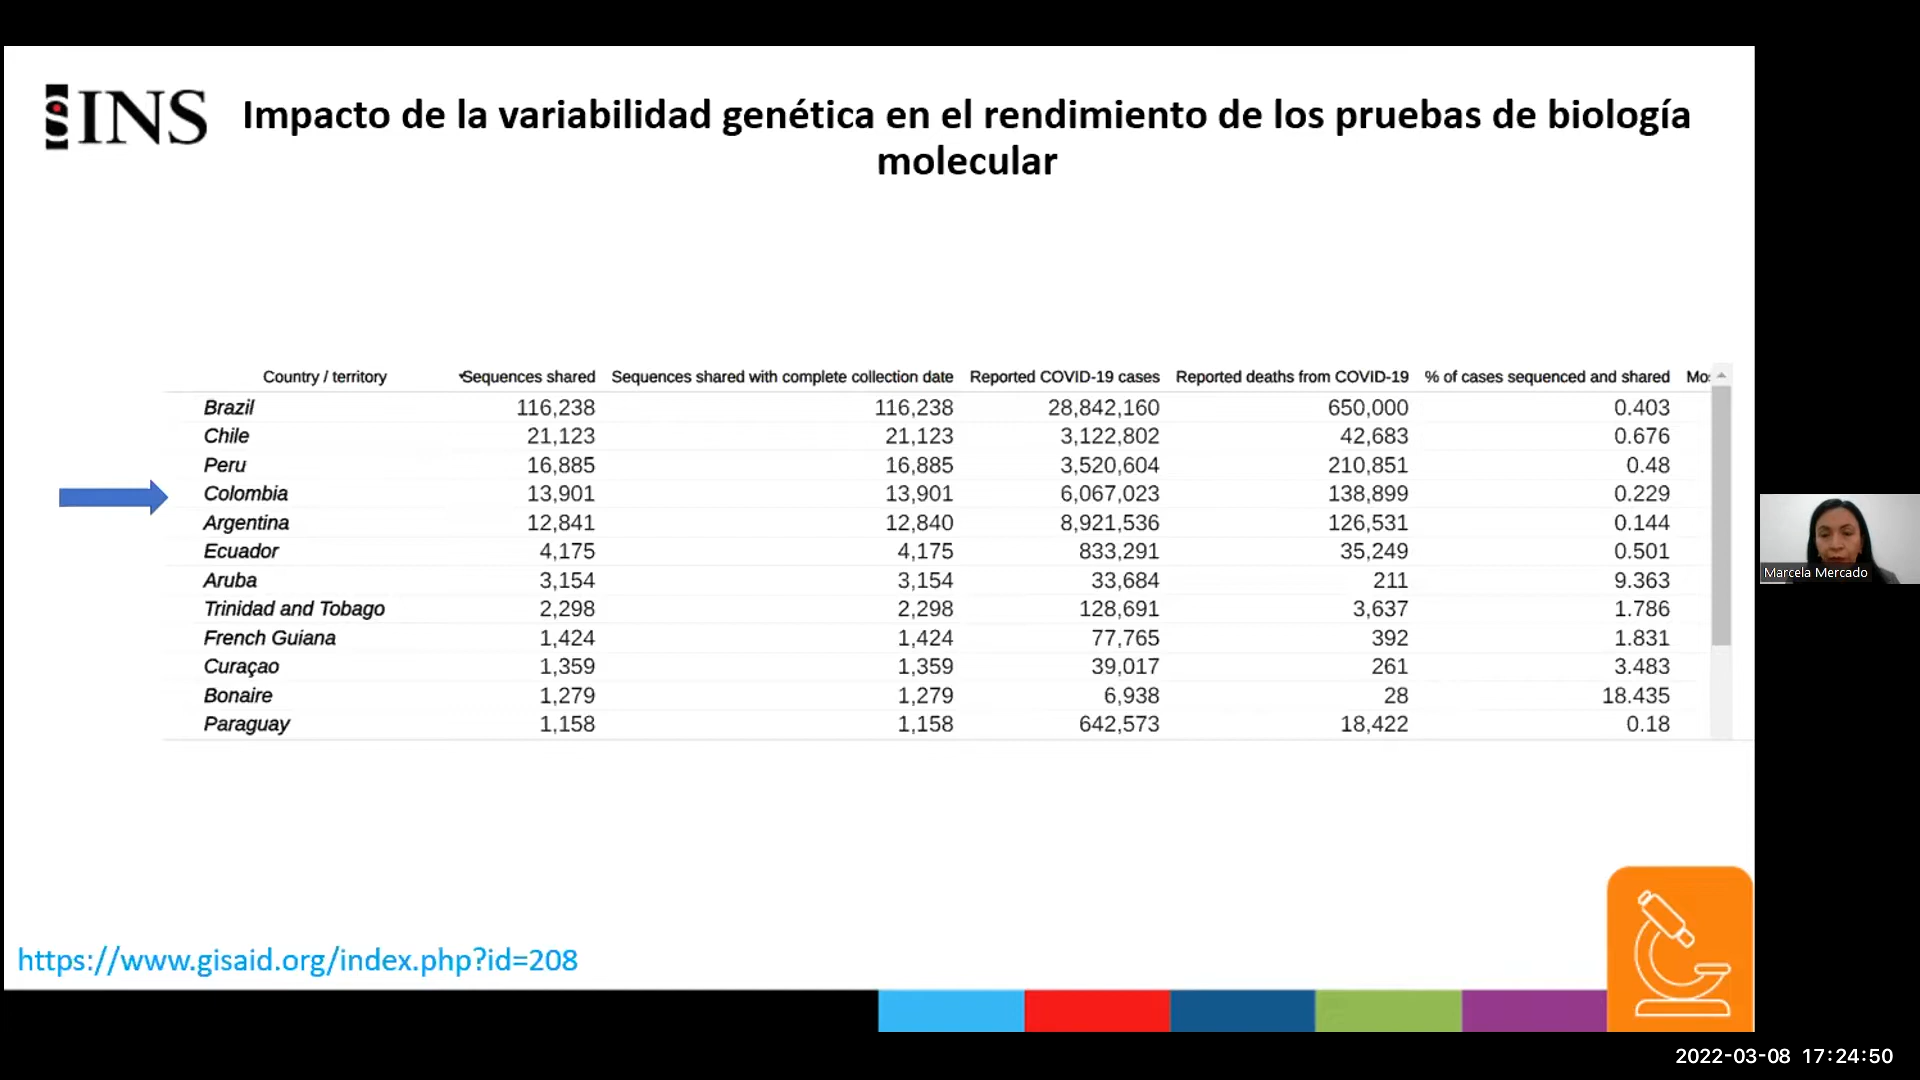 INS
Impacto de la variabilidad genética en el rendimiento de los pruebas de biología
molecular
Country / territory Sequences shared Sequences shared with complete collection date Reported COVID-19 cases Reported deaths from COVID-19 % of cases sequenced and shared
Brazil 116,238 116,238 28,842,160 650,000 0.403
Chile 21,123 21,123 3,122,802 42,683 0.676
Peru 16,885 16,885 3,520,604 210,851 0.48
Colombia 13,901 13,901 6,067,023 138,899 0.229
Argentina 12,841 12,840 8,921,536 126,531 0.144
Ecuador 4,175 4,175 833,291 35,249 0.501
Aruba 3,154 3,154 33,684 211 9.363
Trinidad and Tobago 2,298 2,298 128,691 3,637 1.786
French Guiana 1,424 1,424 77,765 392 1.831
Curaçao 1,359 1,359 39,017 261 3.483
Bonaire 1,279 1,279 6,938 28 18.435
Paraguay 1,158 1,158 642,573 18,422 0.18
Marcela Mercado
https://www.gisaid.org/index.php?id=208
2022-03-08 17:24:50